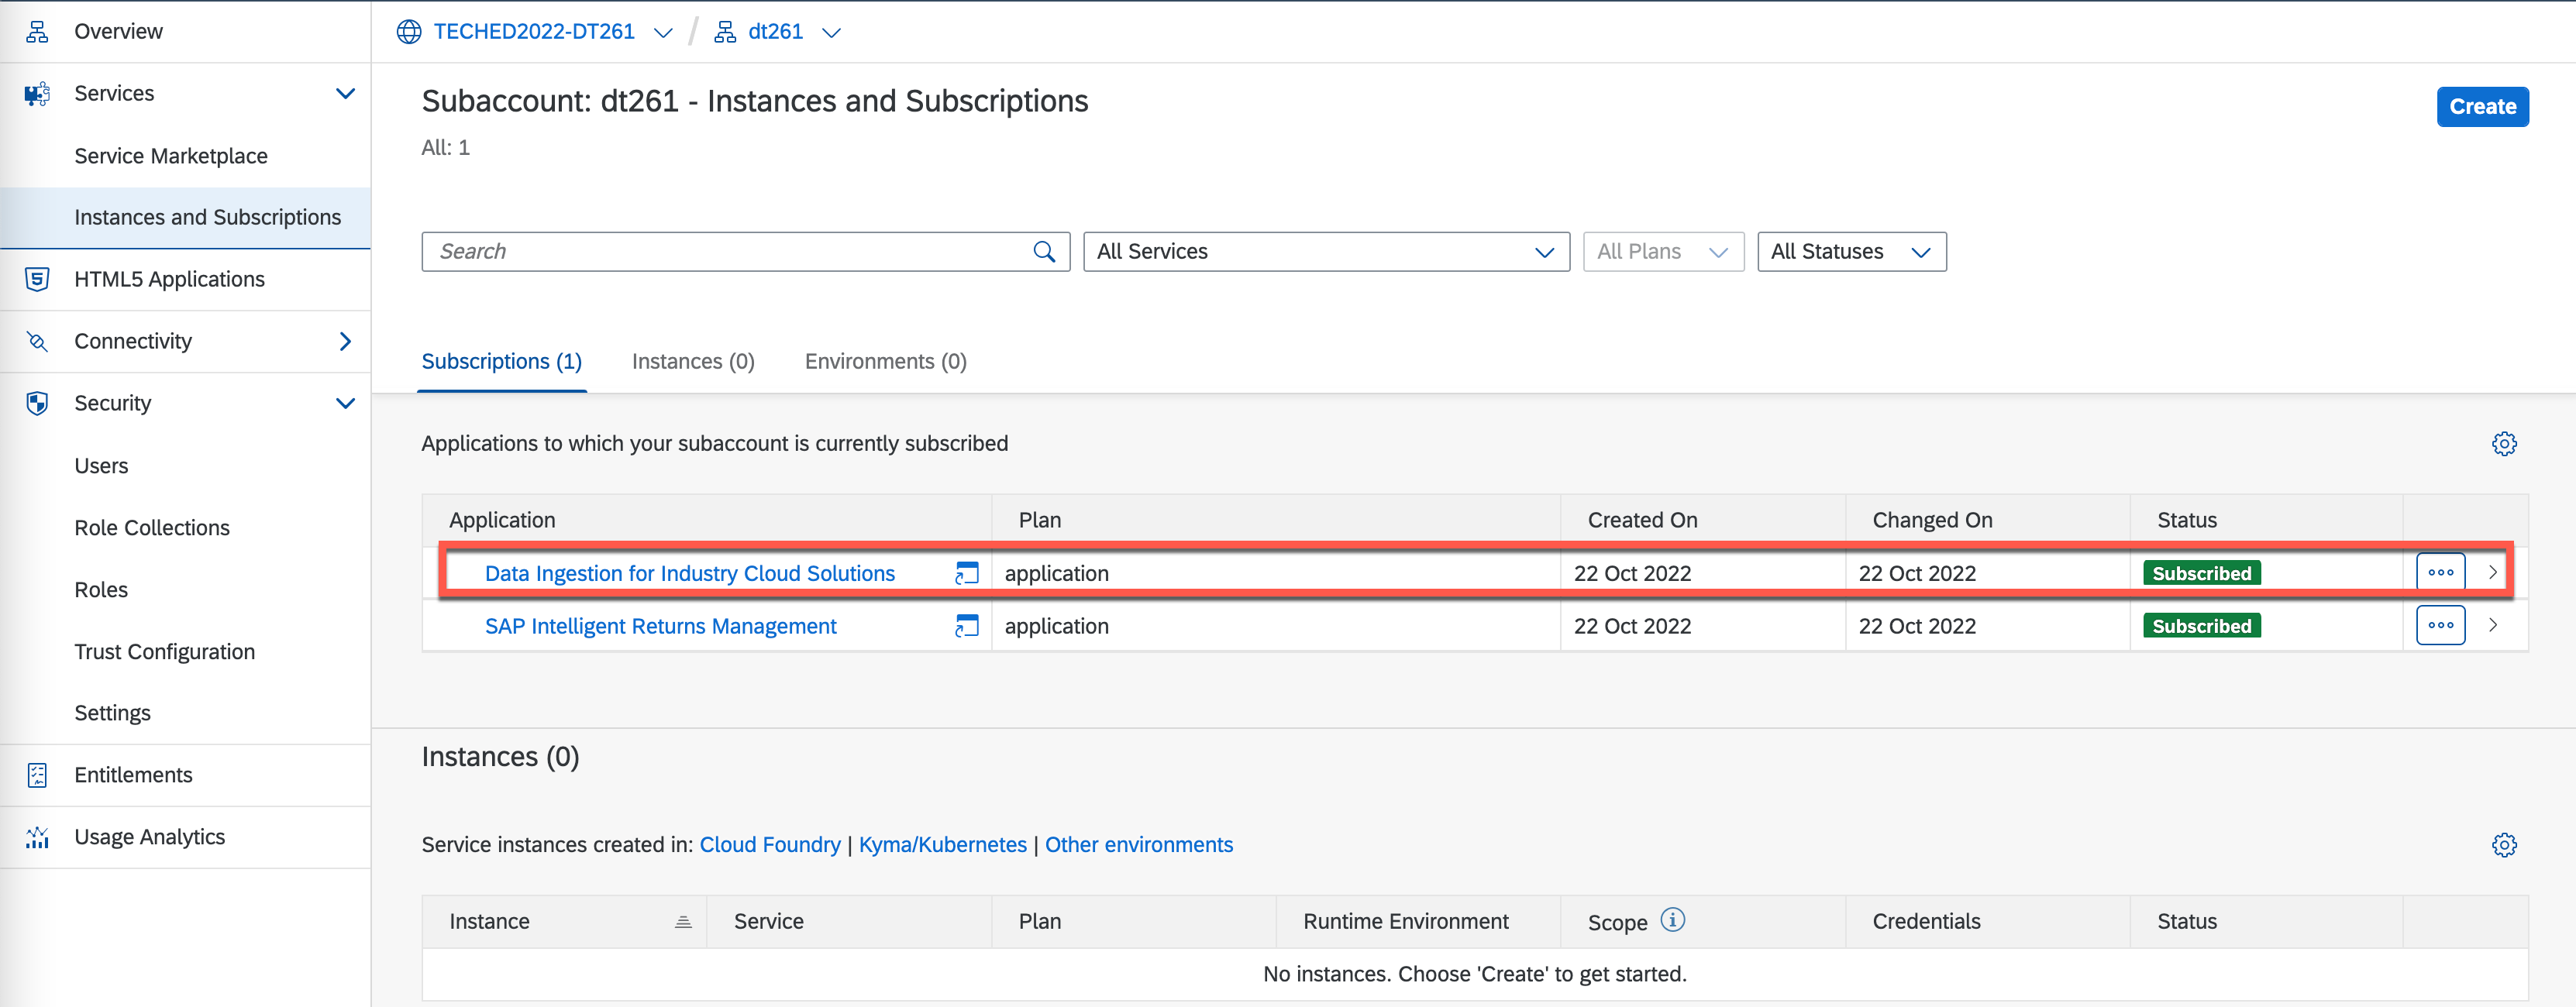 Overview
Services
Service Marketplace
Instances and Subscriptions
HTML5 Applications
Connectivity
Security
Users
Role Collections
Roles
Trust Configuration
Settings
Entitlements
Usage Analytics
TECHED2022-DT261 / dt261
Subaccount: dt261 - Instances and Subscriptions
Create
All: 1
Search All Services All Plans All Statuses
Subscriptions (1) Instances (0) Environments (0)
Applications to which your subaccount is currently subscribed
Application Plan Created On Changed On Status
Data Ingestion for Industry Cloud Solutions application 22 Oct 2022 22 Oct 2022 Subscribed
SAP Intelligent Returns Management application 22 Oct 2022 22 Oct 2022 Subscribed
Instances (0)
Service instances created in: Cloud Foundry | Kyma/Kubernetes | Other environments
Instance Service Plan Runtime Environment Scope Credentials Status
No instances. Choose 'Create' to get started.